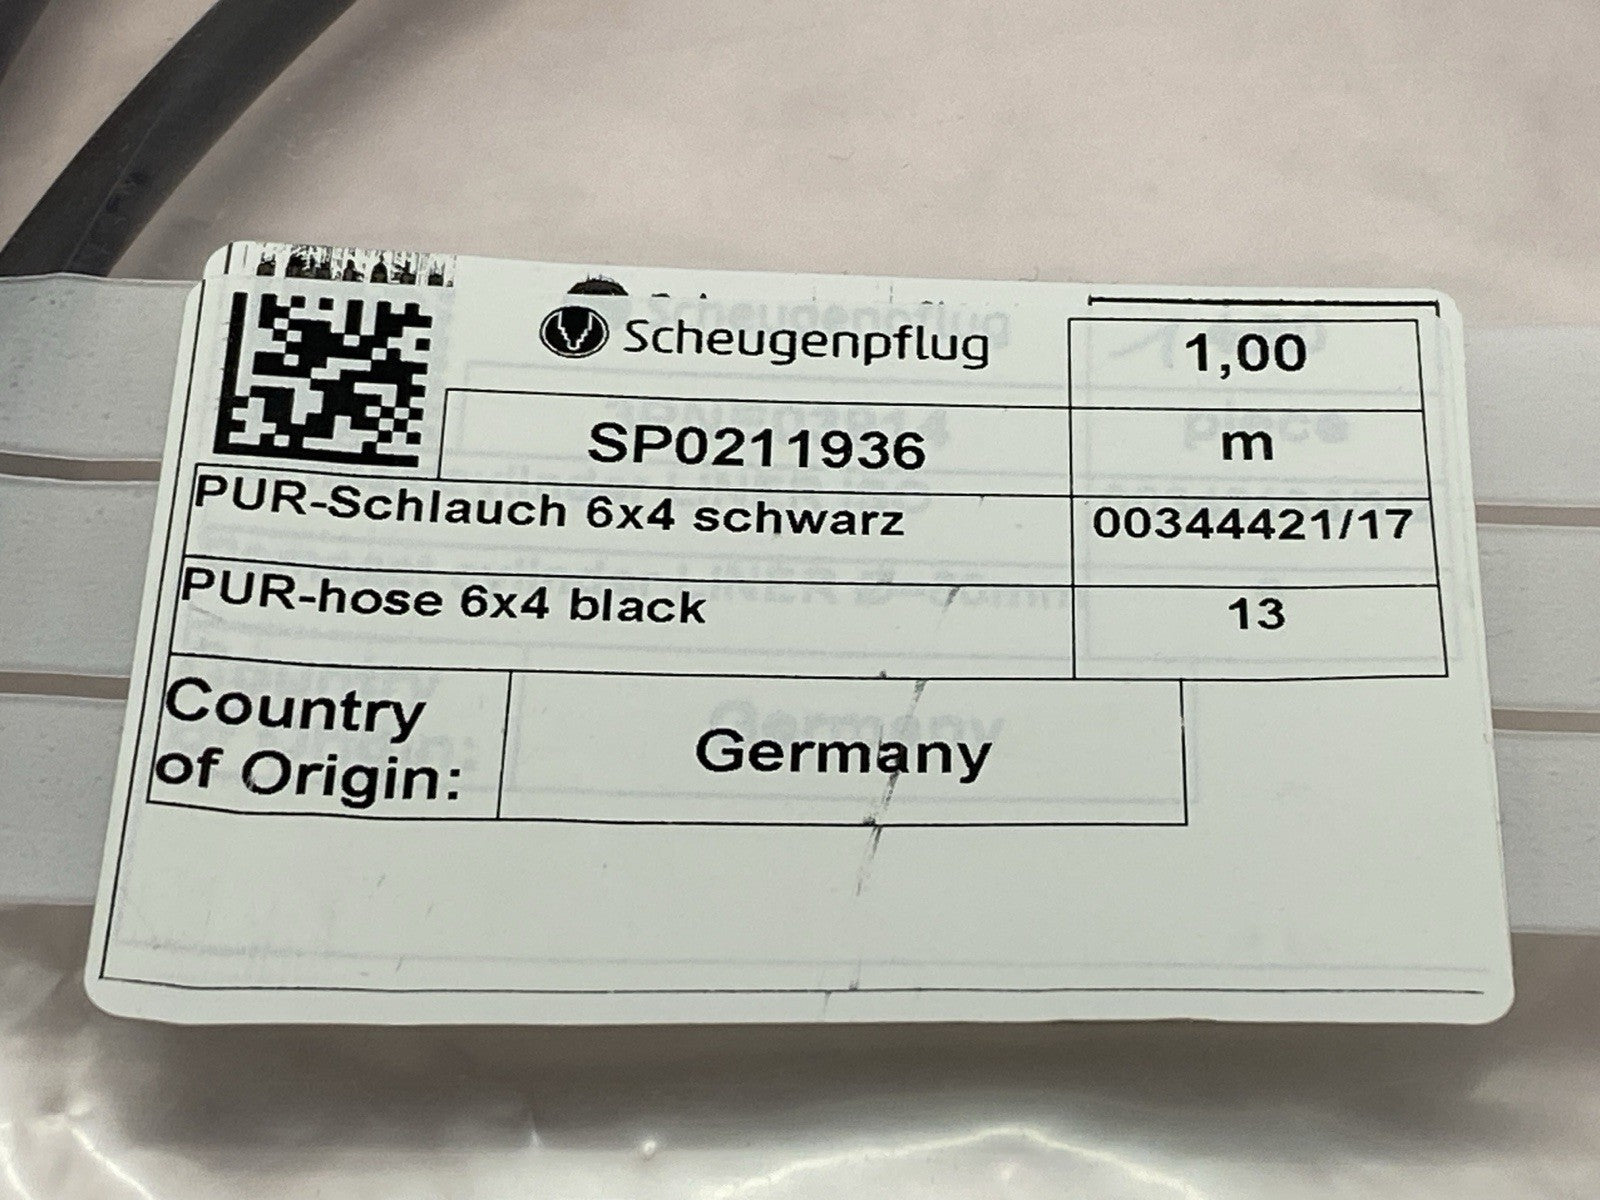 Scheugenpflug
1,00
SP0211936
m
PUR-Schlauch 6x4 schwarz
00344421/17
PUR-hose 6x4 black
13
Country
of Origin:
Germany